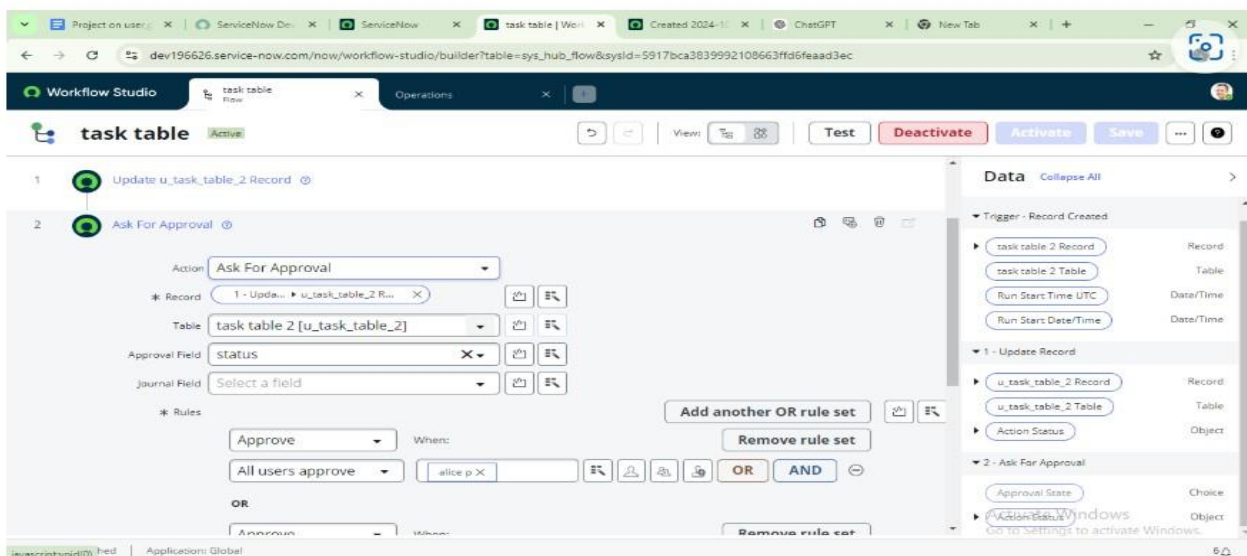 Project on user
ServiceNow De
ServiceNow
task table | Wor
Created 2024-1
ChatGPT
New Tab
dev196626.service-now.com/now/workflow-studio/builder?table=sys_hub_flow&sysId=5917bca3839992108663ffd6feaad3ec
Workflow Studio
task table
Flow
Operations
task table Active
View:
Test
Deactivate
Activate
Save
1 Update u_task_table_2 Record
2 Ask For Approval
Action Ask For Approval
* Record 1 - Upda... ▸ u_task_table_2 R...
Table task table 2 [u_task_table_2]
Approval Field status
Journal Field Select a field
* Rules Add another OR rule set
Approve When: Remove rule set
All users approve alice p OR AND
OR
Approve When: Remove rule set
Data Collapse All
Trigger - Record Created
task table 2 Record Record
task table 2 Table Table
Run Start Time UTC Date/Time
Run Start Date/Time Date/Time
1 - Update Record
u_task_table_2 Record Record
u_task_table_2 Table Table
Action Status Object
2 - Ask For Approval
Approval State Choice
Action Status Object
Activate Windows
Go to Settings to activate Windows.
javascript:void(0) hed Application: Global
6